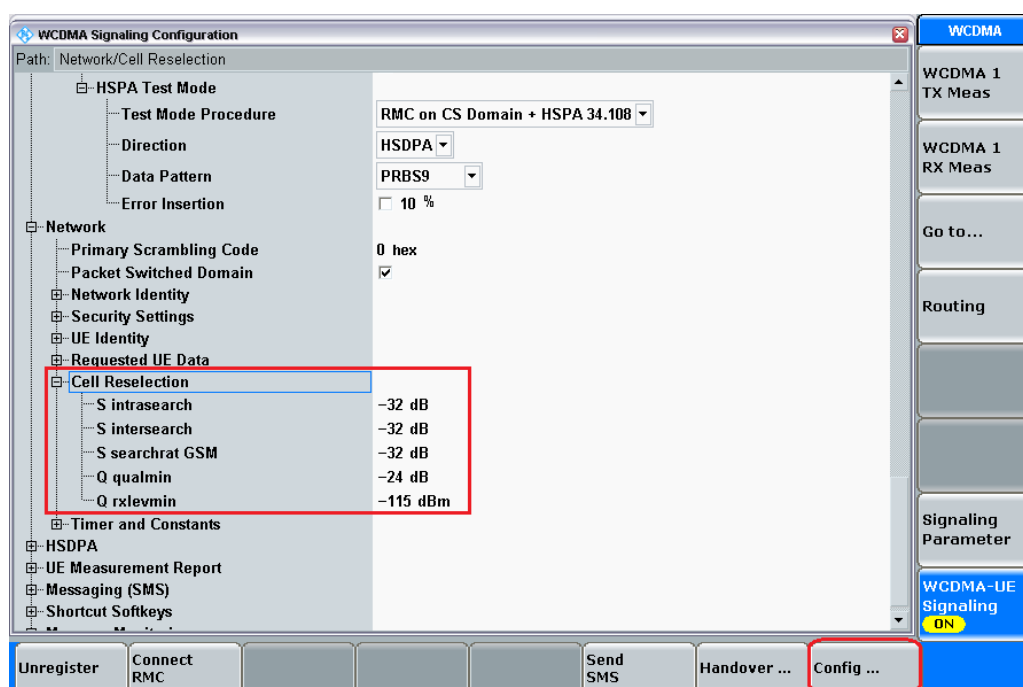 WCDMA Signaling Configuration
Path: Network/Cell Reselection
HSPA Test Mode
Test Mode Procedure RMC on CS Domain + HSPA 34.108
Direction HSDPA
Data Pattern PRBS9
Error Insertion 10 %
Network
Primary Scrambling Code 0 hex
Packet Switched Domain
Network Identity
Security Settings
UE Identity
Requested UE Data
Cell Reselection
S intrasearch -32 dB
S intersearch -32 dB
S searchrat GSM -32 dB
Q qualmin -24 dB
Q rxlevmin -115 dBm
Timer and Constants
HSDPA
UE Measurement Report
Messaging (SMS)
Shortcut Softkeys
WCDMA
WCDMA 1
TX Meas
WCDMA 1
RX Meas
Go to...
Routing
Signaling
Parameter
WCDMA-UE
Signaling
ON
Unregister
Connect
RMC
Send
SMS
Handover ...
Config ...